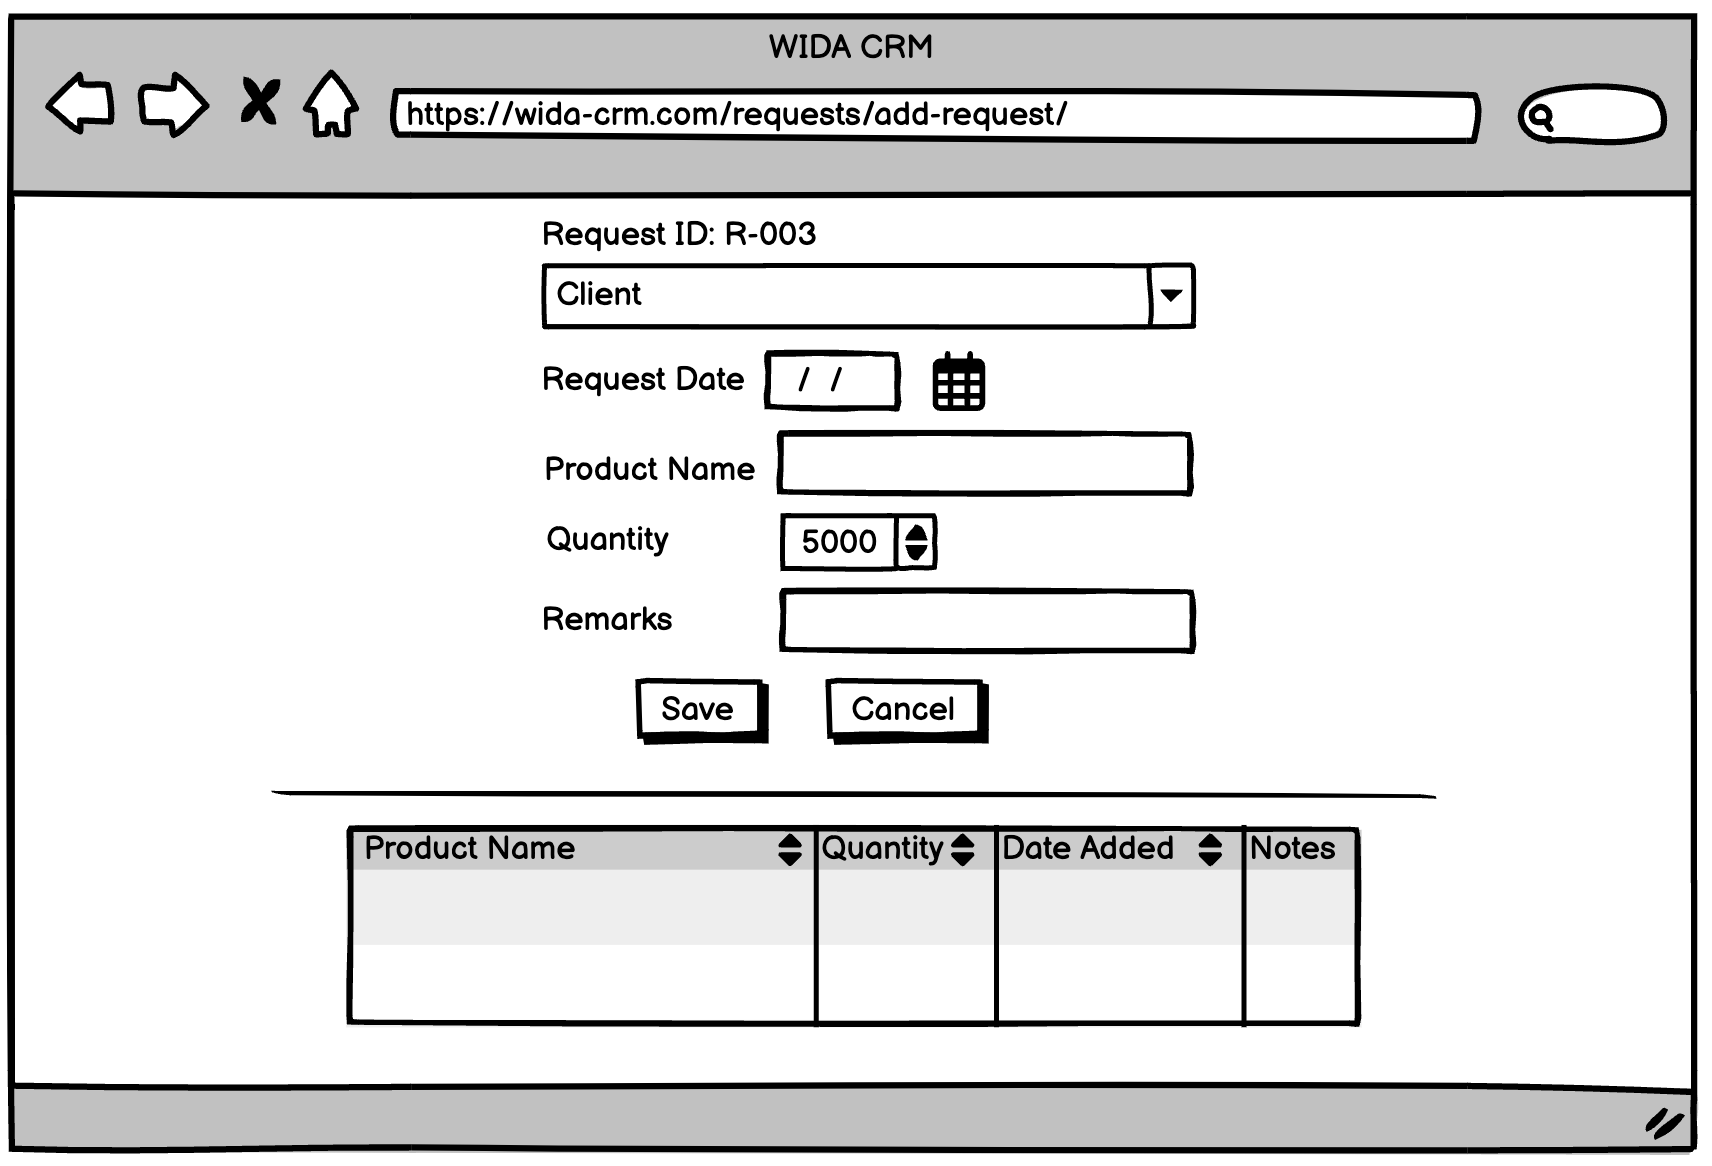 WIDA CRM
https://wida-crm.com/requests/add-request/
Request ID: R-003
Client
Request Date / /
Product Name
Quantity 5000
Remarks
Save Cancel
Product Name Quantity Date Added Notes